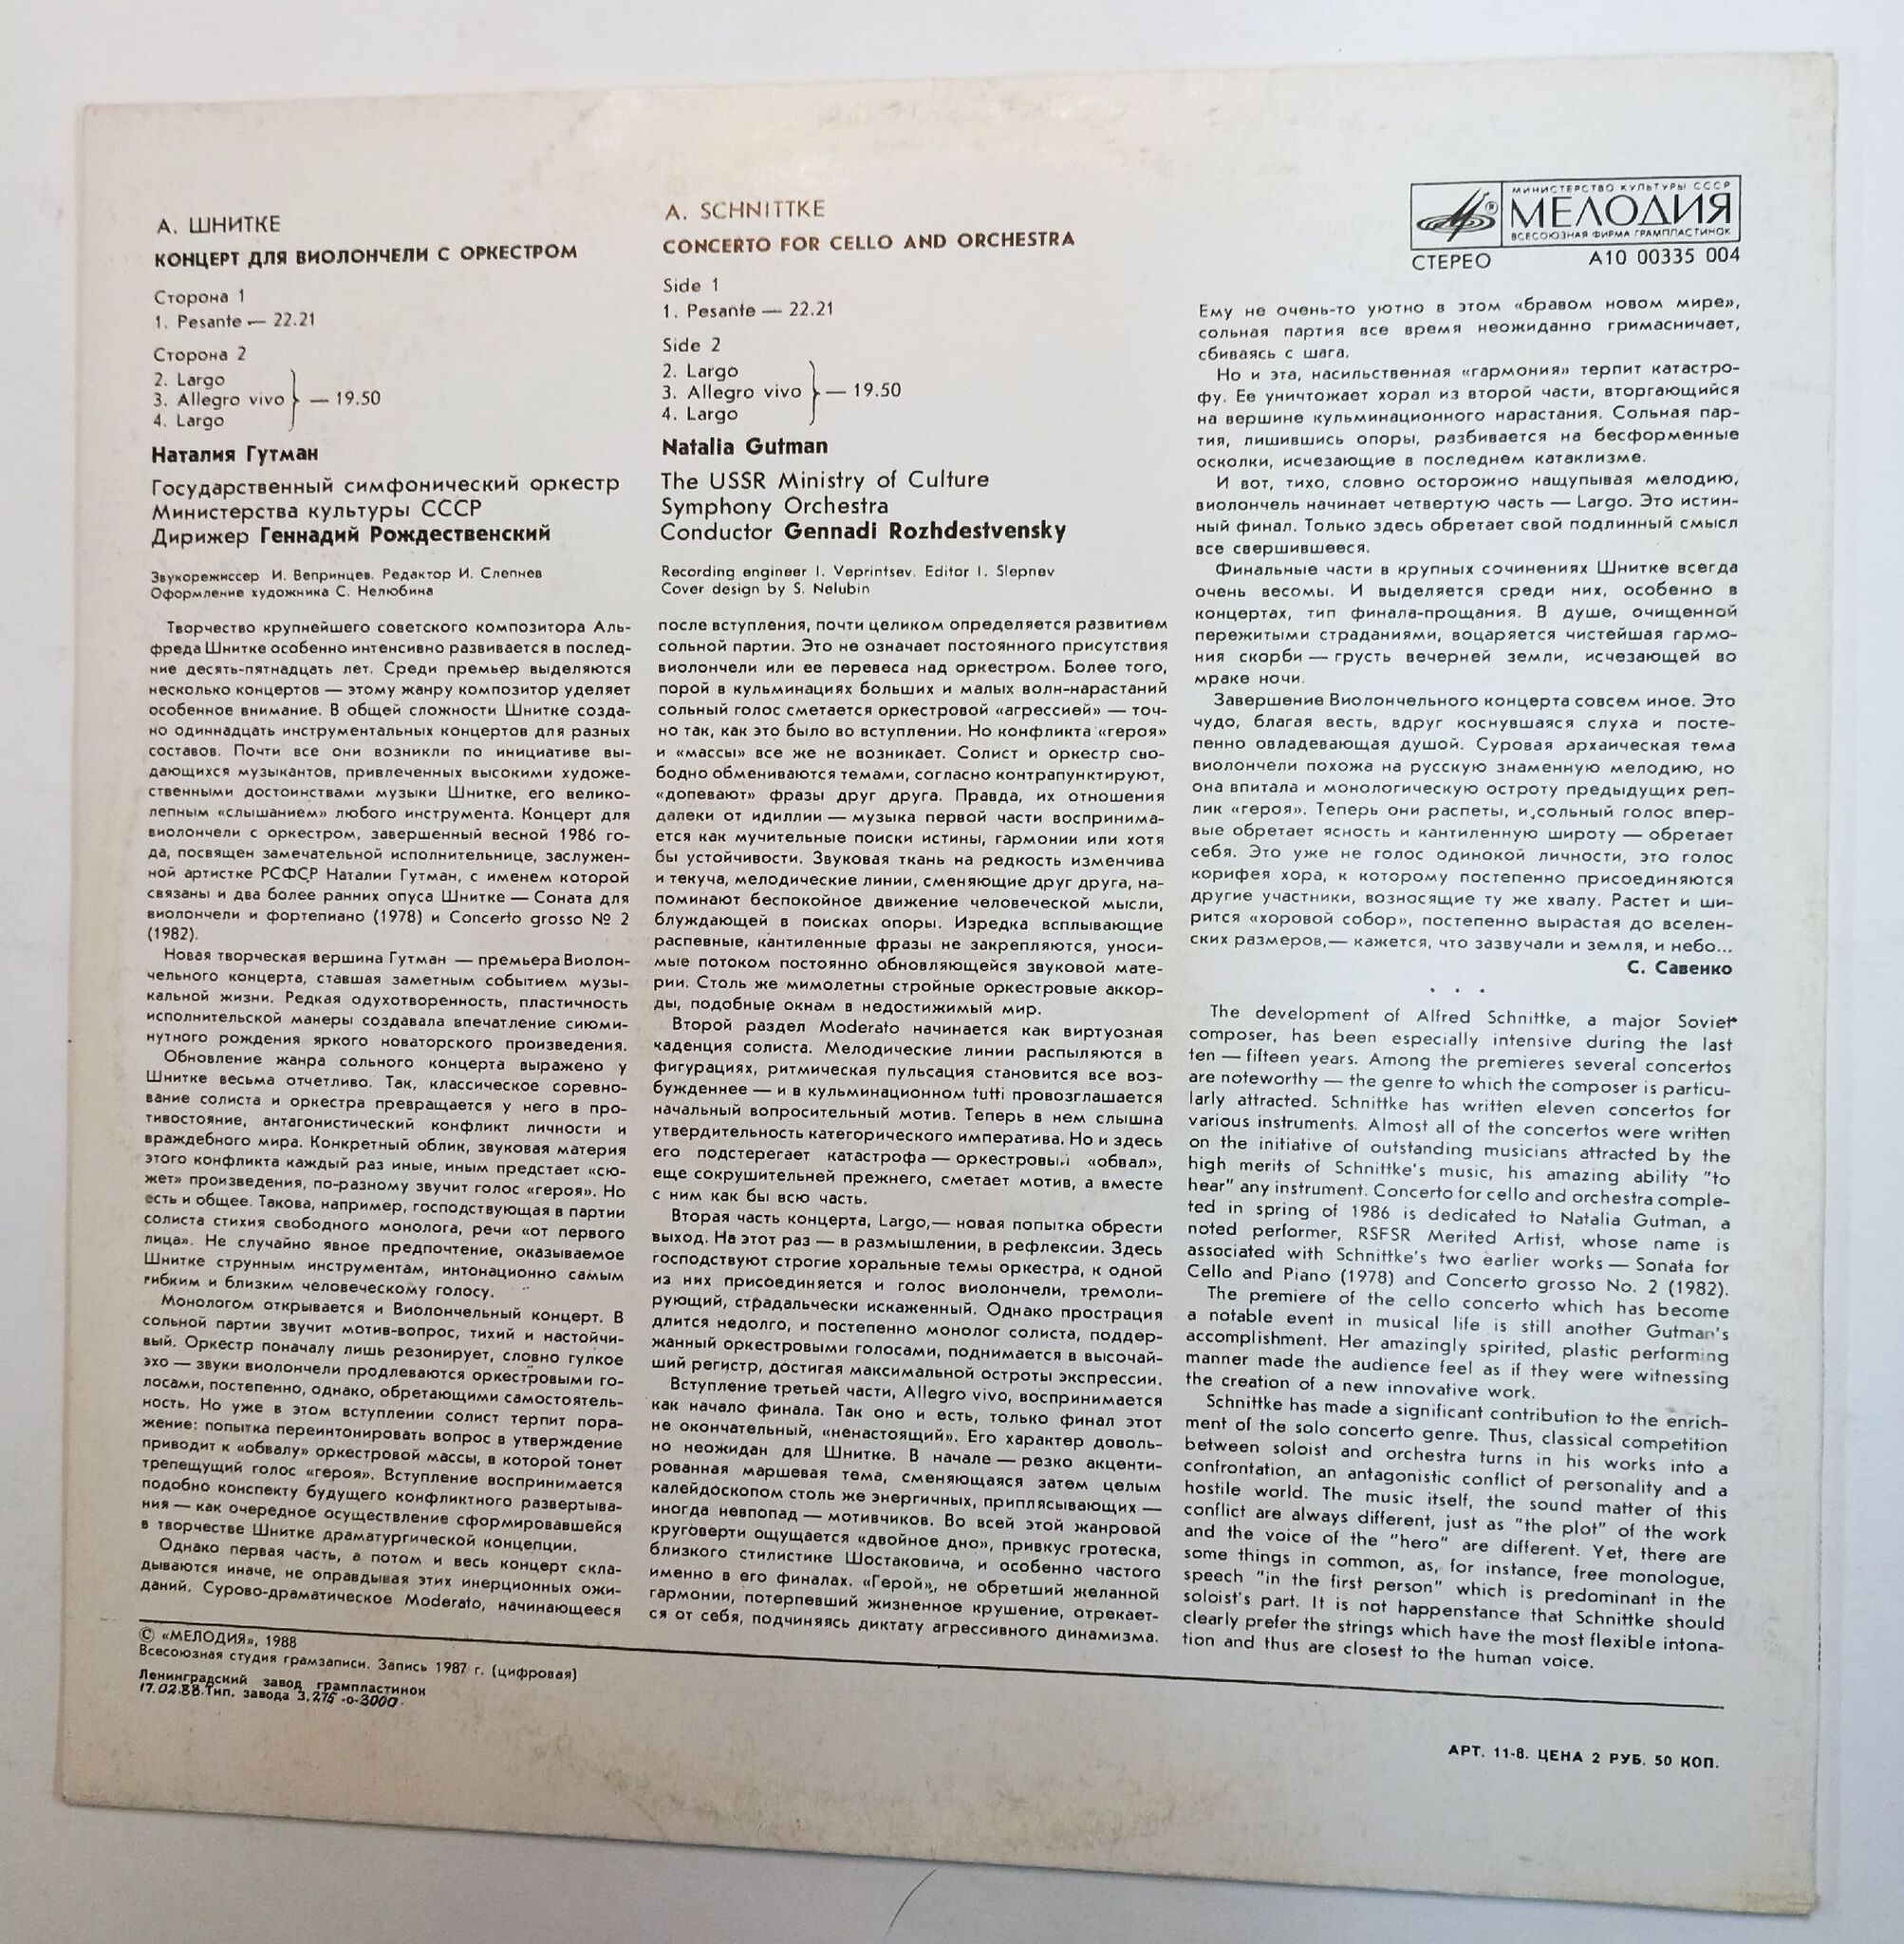 А. ШНИТКЕ
КОНЦЕРТ ДЛЯ ВИОЛОНЧЕЛИ С ОРКЕСТРОМ
Сторона 1
1. Pesante — 22.21
Сторона 2
2. Largo
3. Allegro vivo — 19.50
4. Largo
Наталия Гутман
Государственный симфонический оркестр
Министерства культуры СССР
Дирижер Геннадий Рождественский
Звукорежиссер И. Вепринцев. Редактор И. Слепнев
Оформление художника С. Нелюбина
A. SCHNITTKE
CONCERTO FOR CELLO AND ORCHESTRA
Side 1
1. Pesante — 22.21
Side 2
2. Largo
3. Allegro vivo — 19.50
4. Largo
Natalia Gutman
The USSR Ministry of Culture
Symphony Orchestra
Conductor Gennadi Rozhdestvensky
Recording engineer I. Veprintsev. Editor I. Slepnev
Cover design by S. Nelubin
МИНИСТЕРСТВО КУЛЬТУРЫ СССР
МЕЛОДИЯ
ВСЕСОЮЗНАЯ ФИРМА ГРАМПЛАСТИНОК
СТЕРЕО А10 00335 004
Творчество крупнейшего советского композитора Аль-
фреда Шнитке особенно интенсивно развивается в послед-
ние десять-пятнадцать лет. Среди премьер выделяются
несколько концертов — этому жанру композитор уделяет
особенное внимание. В общей сложности Шнитке созда-
но одиннадцать инструментальных концертов для разных
составов. Почти все они возникли по инициативе вы-
дающихся музыкантов, привлеченных высокими художе-
ственными достоинствами музыки Шнитке, его велико-
лепным «слышанием» любого инструмента. Концерт для
виолончели с оркестром, завершенный весной 1986 го-
да, посвящен замечательной исполнительнице, заслужен-
ной артистке РСФСР Наталии Гутман, с именем которой
связаны и два более ранних опуса Шнитке — Соната для
виолончели и фортепиано (1978) и Concerto grosso № 2
(1982).
Новая творческая вершина Гутман — премьера Виолон-
чельного концерта, ставшая заметным событием музы-
кальной жизни. Редкая одухотворенность, пластичность
исполнительской манеры создавала впечатление сиюми-
нутного рождения яркого новаторского произведения.
Обновление жанра сольного концерта выражено у
Шнитке весьма отчетливо. Так, классическое соревно-
вание солиста и оркестра превращается у него в про-
тивостояние, антагонистический конфликт личности и
враждебного мира. Конкретный облик, звуковая материя
этого конфликта каждый раз иные, иным предстает «сю-
жет» произведения, по-разному звучит голос «героя». Но
есть и общее. Такова, например, господствующая в партии
солиста стихия свободного монолога, речи «от первого
лица». Не случайно явное предпочтение, оказываемое
Шнитке струнным инструментам, интонационно самым
гибким и близким человеческому голосу.
Монологом открывается и Виолончельный концерт. В
сольной партии звучит мотив-вопрос, тихий и настойчи-
вый. Оркестр поначалу лишь резонирует, словно гулкое
эхо — звуки виолончели продлеваются оркестровыми го-
лосами, постепенно, однако, обретающими самостоятель-
ность. Но уже в этом вступлении солист терпит пора-
жение: попытка переинтонировать вопрос в утверждение
приводит к «обвалу» оркестровой массы, в которой тонет
трепещущий голос «героя». Вступление воспринимается
подобно конспекту будущего конфликтного развертыва-
ния — как очередное осуществление сформировавшейся
в творчестве Шнитке драматургической концепции.
Однако первая часть, а потом и весь концерт скла-
дываются иначе, не оправдывая этих инерционных ожи-
даний. Сурово-драматическое Moderato, начинающееся
после вступления, почти целиком определяется развитием
сольной партии. Это не означает постоянного присутствия
виолончели или ее перевеса над оркестром. Более того,
порой в кульминациях больших и малых волн-нарастаний
сольный голос сметается оркестровой «агрессией» — точ-
но так, как это было во вступлении. Но конфликта «героя»
и «массы» все же не возникает. Солист и оркестр сво-
бодно обмениваются темами, согласно контрапунктируют,
«допевают» фразы друг друга. Правда, их отношения
далеки от идиллии — музыка первой части воспринима-
ется как мучительные поиски истины, гармонии или хотя
бы устойчивости. Звуковая ткань на редкость изменчива
и текуча, мелодические линии, сменяющие друг друга, на-
поминают беспокойное движение человеческой мысли,
блуждающей в поисках опоры. Изредка всплывающие
распевные, кантиленные фразы не закрепляются, уноси-
мые потоком постоянно обновляющейся звуковой мате-
рии. Столь же мимолетны стройные оркестровые аккор-
ды, подобные окнам в недостижимый мир.
Второй раздел Moderato начинается как виртуозная
каденция солиста. Мелодические линии распыляются в
фигурациях, ритмическая пульсация становится все воз-
бужденнее — и в кульминационном tutti провозглашается
начальный вопросительный мотив. Теперь в нем слышна
утвердительность категорического императива. Но и здесь
его подстерегает катастрофа — оркестровый «обвал»,
еще сокрушительней прежнего, сметает мотив, а вместе
с ним как бы всю часть.
Вторая часть концерта, Largo,— новая попытка обрести
выход. На этот раз — в размышлении, в рефлексии. Здесь
господствуют строгие хоральные темы оркестра, к одной
из них присоединяется и голос виолончели, тремоли-
рующий, страдальчески искаженный. Однако прострация
длится недолго, и постепенно монолог солиста, поддер-
жанный оркестровыми голосами, поднимается в высочай-
ший регистр, достигая максимальной остроты экспрессии.
Вступление третьей части, Allegro vivo, воспринимается
как начало финала. Так оно и есть, только финал этот
не окончательный, «ненастоящий». Его характер доволь-
но неожидан для Шнитке. В начале — резко акценти-
рованная маршевая тема, сменяющаяся затем целым
калейдоскопом столь же энергичных, приплясывающих —
иногда невпопад — мотивчиков. Во всей этой жанровой
круговерти ощущается «двойное дно», привкус гротеска,
близкого стилистике Шостаковича, и особенно частого
именно в его финалах. «Герой», не обретший желанной
гармонии, потерпевший жизненное крушение, отрекает-
ся от себя, подчиняясь диктату агрессивного динамизма.
Ему не очень-то уютно в этом «бравом новом мире»,
сольная партия все время неожиданно гримасничает,
сбиваясь с шага.
Но и эта, насильственная «гармония» терпит катастро-
фу. Ее уничтожает хорал из второй части, вторгающийся
на вершине кульминационного нарастания. Сольная пар-
тия, лишившись опоры, разбивается на бесформенные
осколки, исчезающие в последнем катаклизме.
И вот, тихо, словно осторожно нащупывая мелодию,
виолончель начинает четвертую часть — Largo. Это истин-
ный финал. Только здесь обретает свой подлинный смысл
все свершившееся.
Финальные части в крупных сочинениях Шнитке всегда
очень весомы. И выделяется среди них, особенно в
концертах, тип финала-прощания. В душе, очищенной
пережитыми страданиями, воцаряется чистейшая гармо-
ния скорби — грусть вечерней земли, исчезающей во
мраке ночи.
Завершение Виолончельного концерта совсем иное. Это
чудо, благая весть, вдруг коснувшаяся слуха и посте-
пенно овладевающая душой. Суровая архаическая тема
виолончели похожа на русскую знаменную мелодию, но
она впитала и монологическую остроту предыдущих реп-
лик «героя». Теперь они распеты, и сольный голос впер-
вые обретает ясность и кантиленную широту — обретает
себя. Это уже не голос одинокой личности, это голос
корифея хора, к которому постепенно присоединяются
другие участники, возносящие ту же хвалу. Растет и ши-
рится «хоровой собор», постепенно вырастая до вселен-
ских размеров,— кажется, что зазвучали и земля, и небо...
С. Савенко
. . .
The development of Alfred Schnittke, a major Soviet
composer, has been especially intensive during the last
ten — fifteen years. Among the premieres several concertos
are noteworthy — the genre to which the composer is particu-
larly attracted. Schnittke has written eleven concertos for
various instruments. Almost all of the concertos were written
on the initiative of outstanding musicians attracted by the
high merits of Schnittke's music, his amazing ability "to
hear" any instrument. Concerto for cello and orchestra comple-
ted in spring of 1986 is dedicated to Natalia Gutman, a
noted performer, RSFSR Merited Artist, whose name is
associated with Schnittke's two earlier works — Sonata for
Cello and Piano (1978) and Concerto grosso No. 2 (1982).
The premiere of the cello concerto which has become
a notable event in musical life is still another Gutman's
accomplishment. Her amazingly spirited, plastic performing
manner made the audience feel as if they were witnessing
the creation of a new innovative work.
Schnittke has made a significant contribution to the enrich-
ment of the solo concerto genre. Thus, classical competition
between soloist and orchestra turns in his works into a
confrontation, an antagonistic conflict of personality and a
hostile world. The music itself, the sound matter of this
conflict are always different, just as "the plot" of the work
and the voice of the "hero" are different. Yet, there are
some things in common, as, for instance, free monologue,
speech "in the first person" which is predominant in the
soloist's part. It is not happenstance that Schnittke should
clearly prefer the strings which have the most flexible intona-
tion and thus are closest to the human voice.
© «МЕЛОДИЯ», 1988
Всесоюзная студия грамзаписи. Запись 1987 г. (цифровая)
Ленинградский завод грампластинок
17.02.88.Тип. завода З.275 -о-3000.
АРТ. 11-8. ЦЕНА 2 РУБ. 50 КОП.